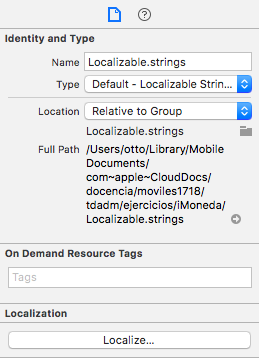 Identity and Type
Name Localizable.strings
Type Default - Localizable Strin...
Location Relative to Group
Localizable.strings
Full Path /Users/otto/Library/Mobile
Documents/
com~apple~CloudDocs/
docencia/moviles1718/
tdadm/ejercicios/iMoneda/
Localizable.strings
On Demand Resource Tags
Tags
Localization
Localize...